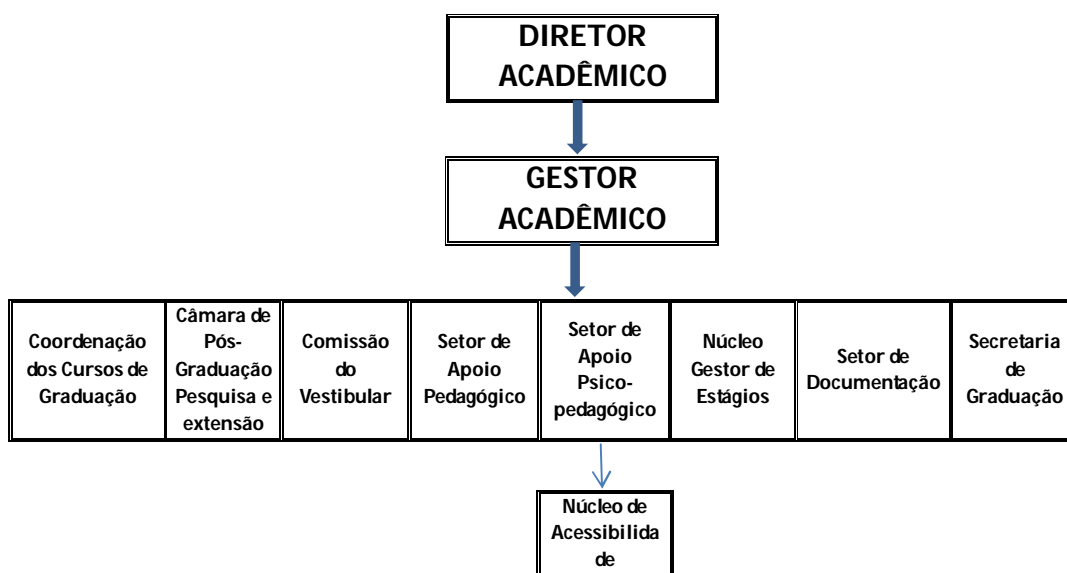 DIRETOR
ACADÊMICO
GESTOR
ACADÊMICO
Coordenação
dos Cursos de
Graduação
Câmara de
Pós-
Graduação
Pesquisa e
extensão
Comissão
do
Vestibular
Setor de
Apoio
Pedagógico
Setor de
Apoio
Psico-
pedagógico
Núcleo
Gestor de
Estágios
Setor de
Documentação
Secretaria
de
Graduação
Núcleo de
Acessibilida
de